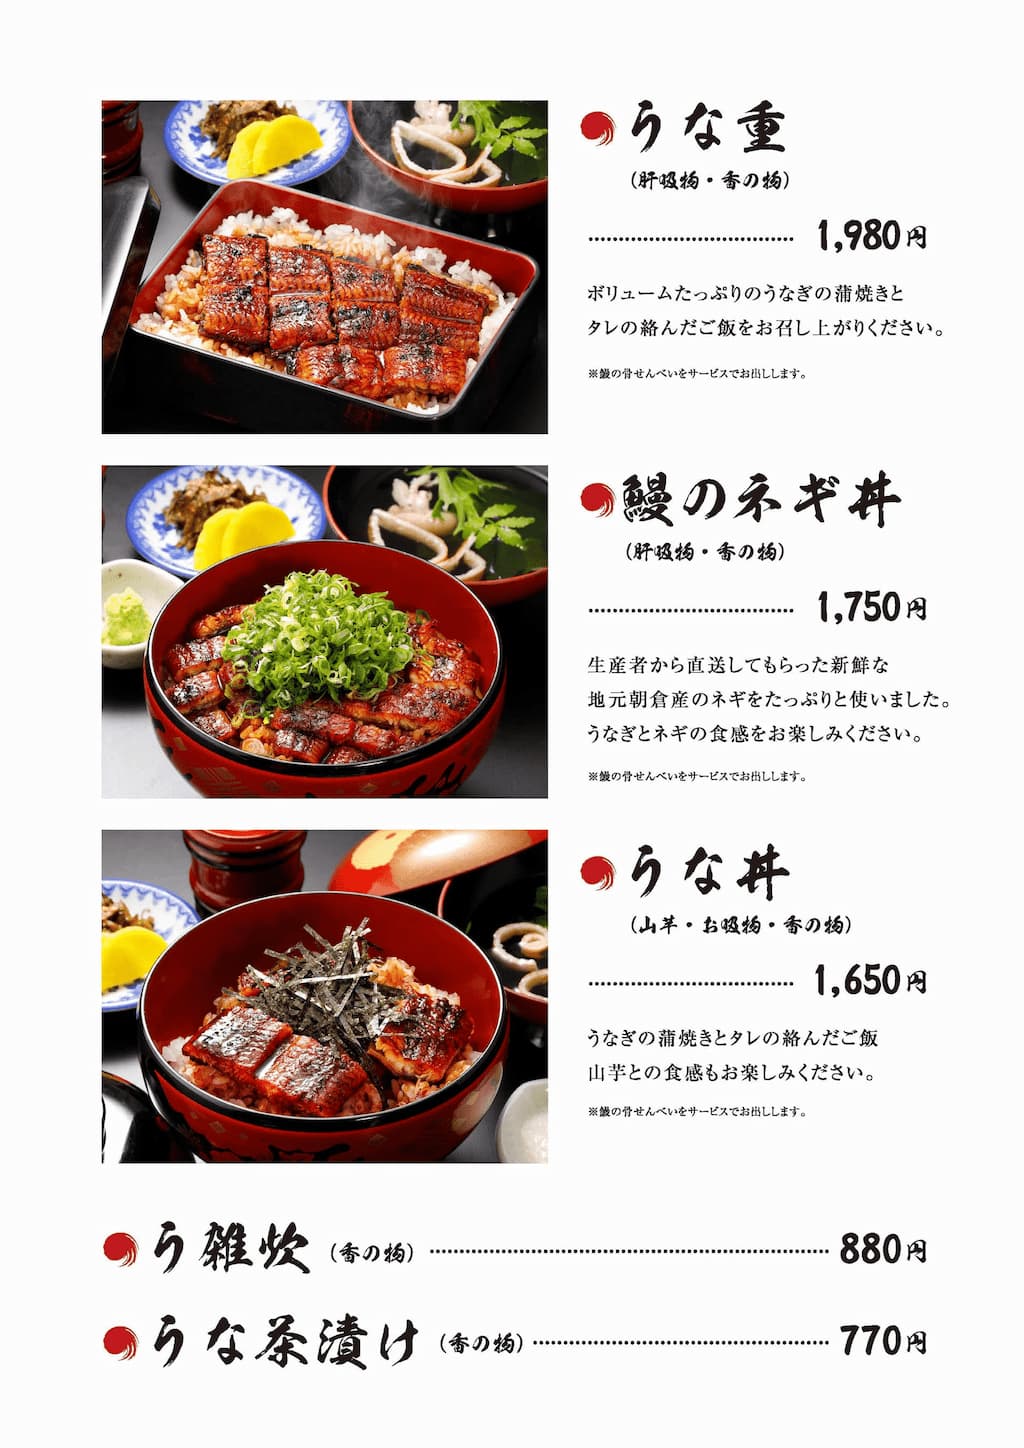 うな重
(肝吸物・香の物)
1,980円
ボリュームたっぷりのうなぎの蒲焼きと
タレの絡んだご飯をお召し上がりください。
※鰻の骨せんべいをサービスでお出しします。
鰻のネギ丼
(肝吸物・香の物)
1,750円
生産者から直送してもらった新鮮な
地元朝倉産のネギをたっぷりと使いました。
うなぎとネギの食感をお楽しみください。
※鰻の骨せんべいをサービスでお出しします。
うな丼
(山芋・お吸物・香の物)
1,650円
うなぎの蒲焼きとタレの絡んだご飯
山芋との食感もお楽しみください。
※鰻の骨せんべいをサービスでお出しします。
う雑炊 (香の物) 880円
うな茶漬け (香の物) 770円